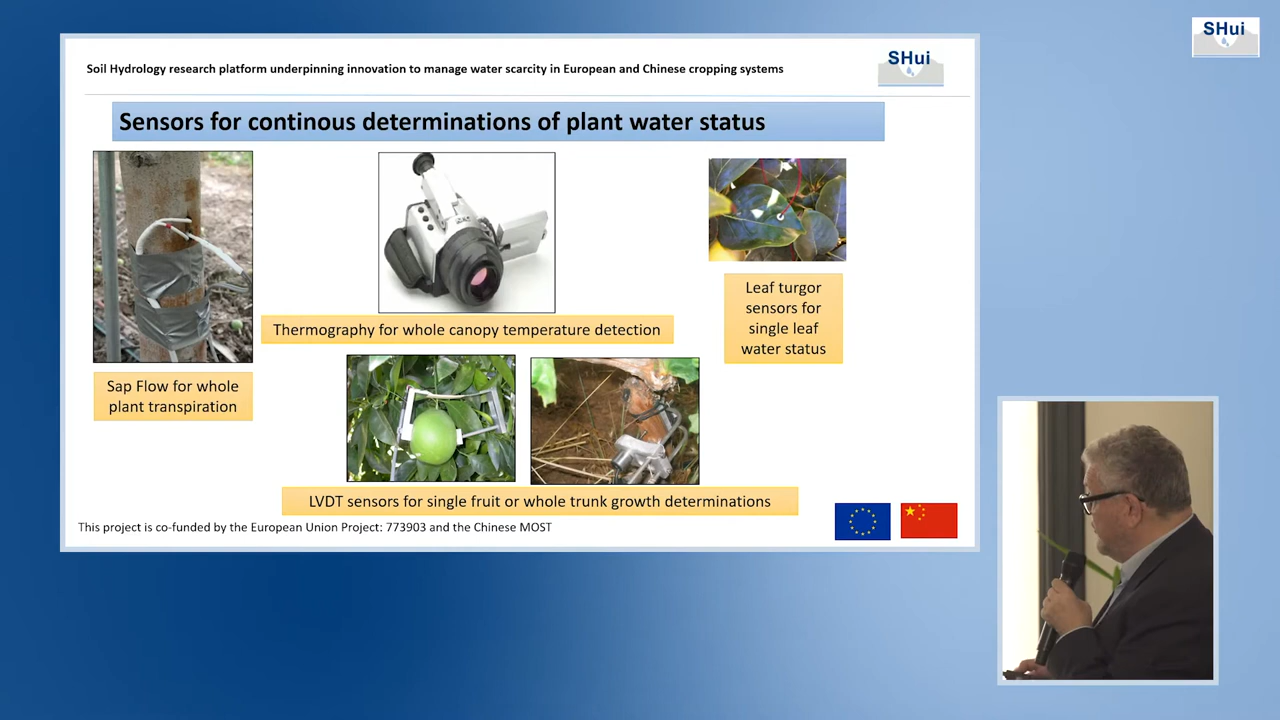 SHui
Soil Hydrology research platform underpinning innovation to manage water scarcity in European and Chinese cropping systems
SHui
Sensors for continous determinations of plant water status
Leaf turgor
sensors for
single leaf
water status
Thermography for whole canopy temperature detection
Sap Flow for whole
plant transpiration
LVDT sensors for single fruit or whole trunk growth determinations
This project is co-funded by the European Union Project: 773903 and the Chinese MOST